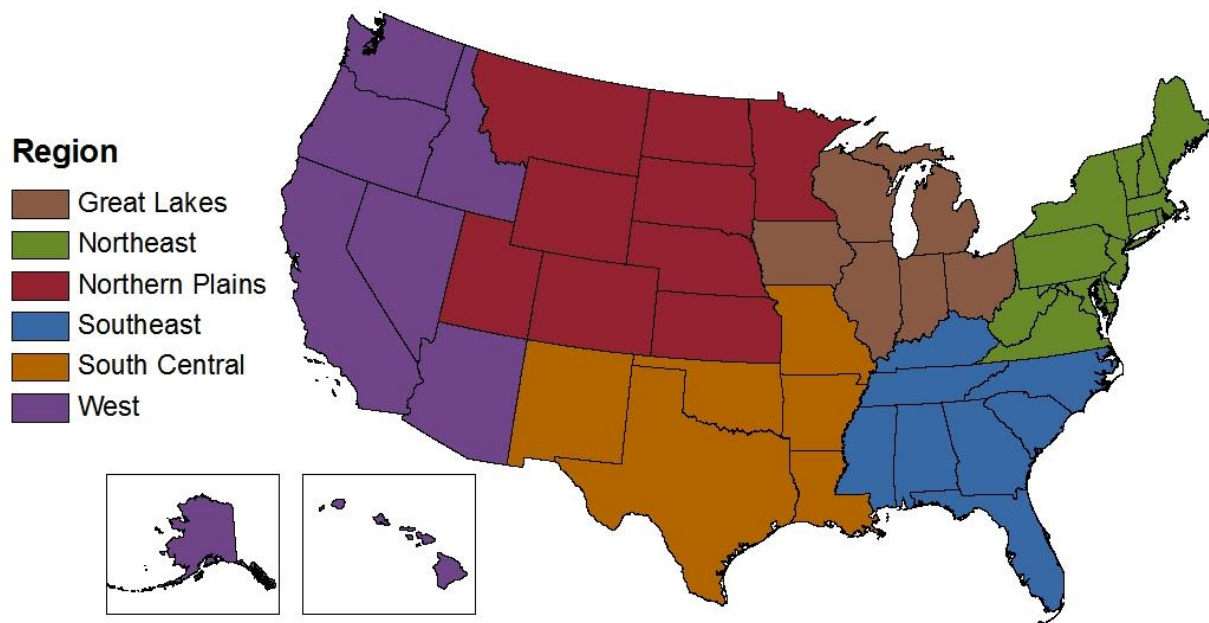 Region
Great Lakes
Northeast
Northern Plains
Southeast
South Central
West